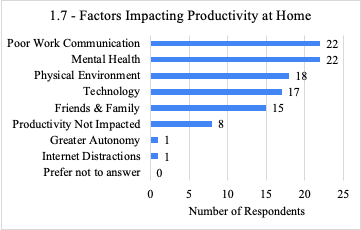 1.7 - Factors Impacting Productivity at Home
Poor Work Communication 22
Mental Health 22
Physical Environment 18
Technology 17
Friends & Family 15
Productivity Not Impacted 8
Greater Autonomy 1
Internet Distractions 1
Prefer not to answer 0
0 5 10 15 20 25
Number of Respondents